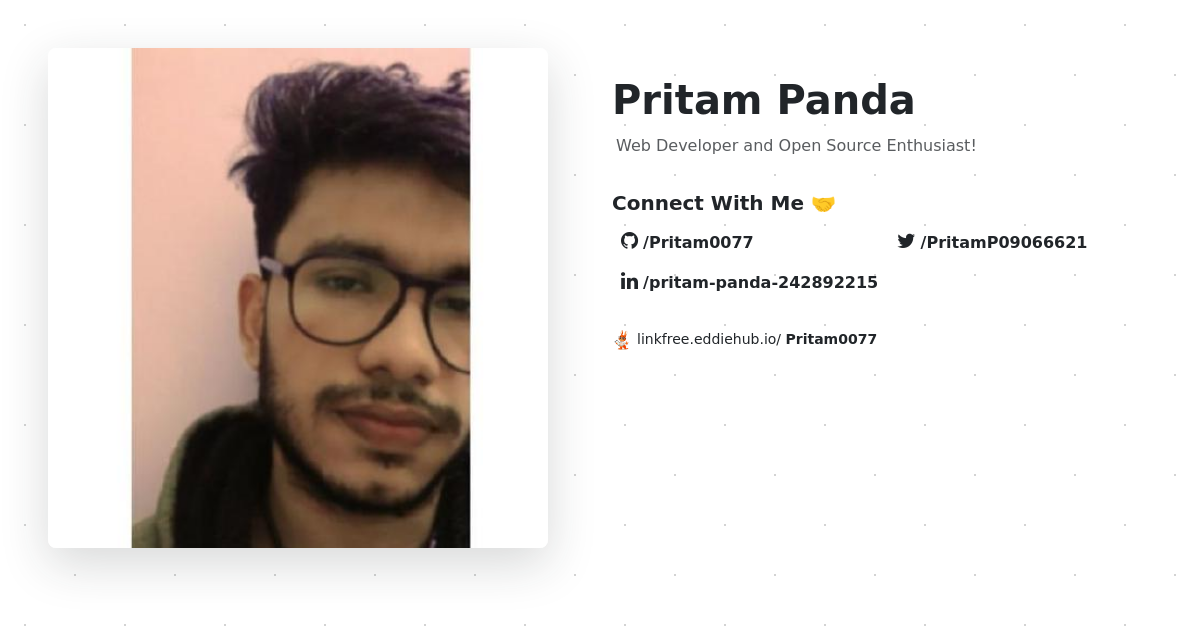 Pritam Panda
Web Developer and Open Source Enthusiast!
Connect With Me 🤝
/Pritam0077
/PritamP09066621
/pritam-panda-242892215
linkfree.eddiehub.io/ Pritam0077